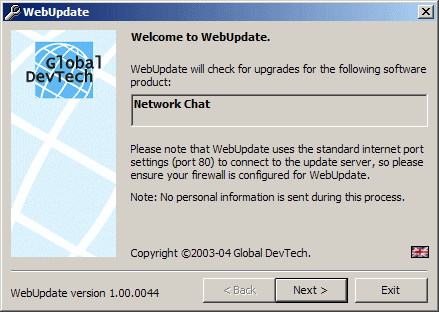 WebUpdate
Global
DevTech
Welcome to WebUpdate.
WebUpdate will check for upgrades for the following software
product:
Network Chat
Please note that WebUpdate uses the standard internet port
settings (port 80) to connect to the update server, so please
ensure your firewall is configured for WebUpdate.
Note: No personal information is sent during this process.
Copyright ©2003-04 Global DevTech.
WebUpdate version 1.00.0044
< Back
Next >
Exit